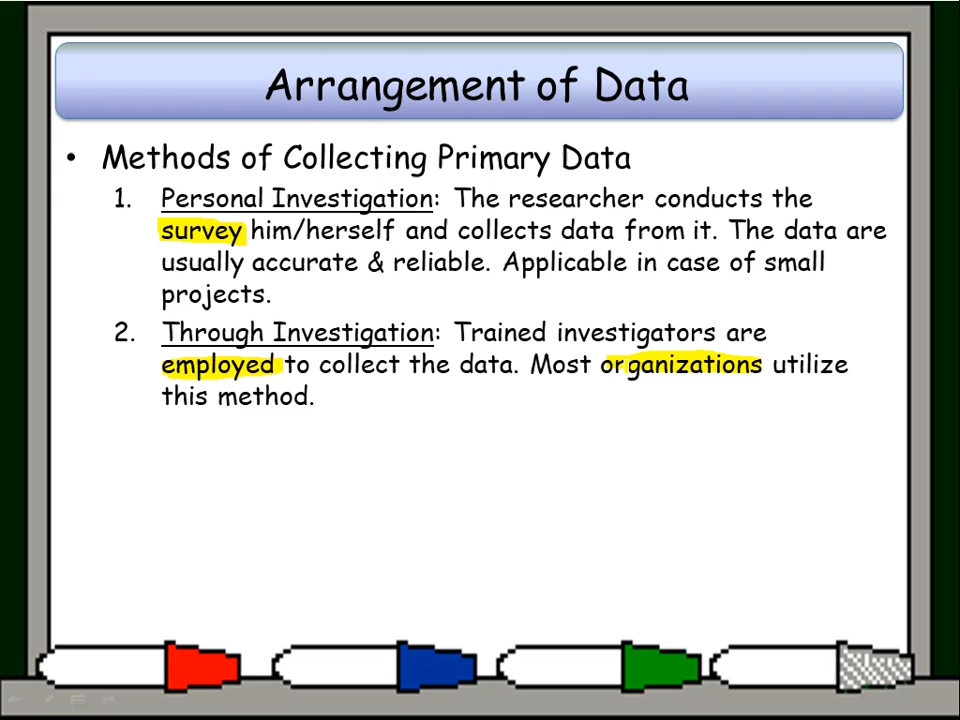 Arrangement of Data
• Methods of Collecting Primary Data
1. Personal Investigation: The researcher conducts the
survey him/herself and collects data from it. The data are
usually accurate & reliable. Applicable in case of small
projects.
2. Through Investigation: Trained investigators are
employed to collect the data. Most organizations utilize
this method.